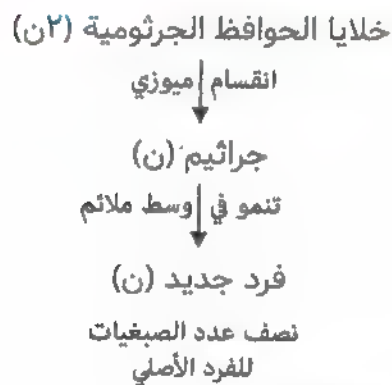 خلايا الحوافظ الجرثومية (٢ن)
انقسام ميوزي
جراثيم (ن)
تنمو في وسط ملائم
فرد جديد (ن)
نصف عدد الصبغيات
للفرد الأصلي